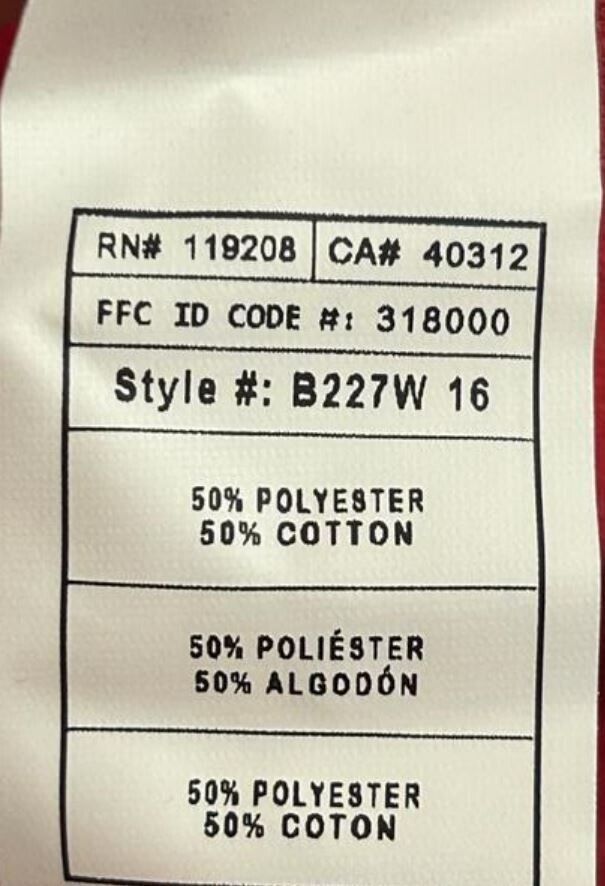 RN# 119208 CA# 40312
FFC ID CODE #: 318000
Style #: B227W 16
50% POLYESTER
50% COTTON
50% POLIÉSTER
50% ALGODÓN
50% POLYESTER
50% COTON